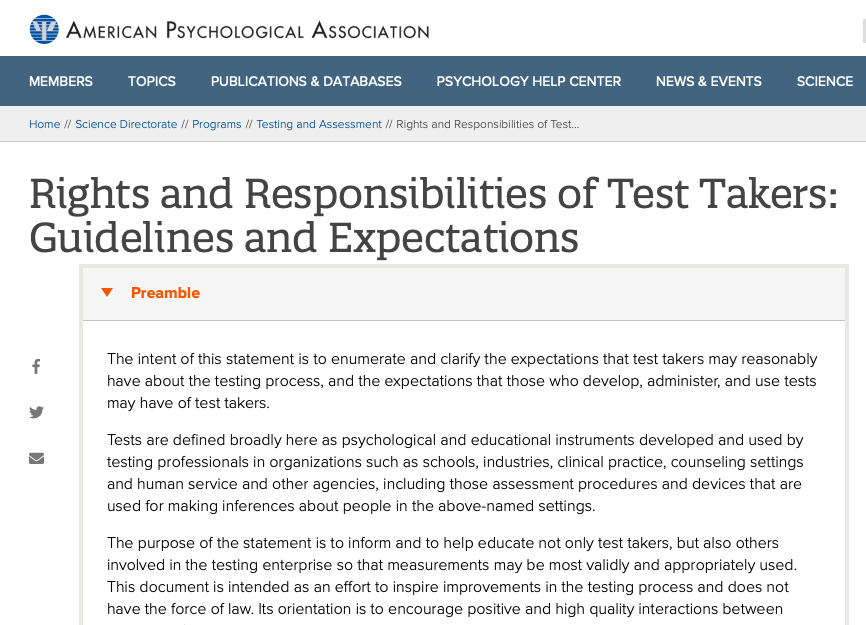 AMERICAN PSYCHOLOGICAL ASSOCIATION
MEMBERS TOPICS PUBLICATIONS & DATABASES PSYCHOLOGY HELP CENTER NEWS & EVENTS SCIENCE
Home // Science Directorate // Programs // Testing and Assessment // Rights and Responsibilities of Test...
Rights and Responsibilities of Test Takers:
Guidelines and Expectations
Preamble
The intent of this statement is to enumerate and clarify the expectations that test takers may reasonably
have about the testing process, and the expectations that those who develop, administer, and use tests
may have of test takers.
Tests are defined broadly here as psychological and educational instruments developed and used by
testing professionals in organizations such as schools, industries, clinical practice, counseling settings
and human service and other agencies, including those assessment procedures and devices that are
used for making inferences about people in the above-named settings.
The purpose of the statement is to inform and to help educate not only test takers, but also others
involved in the testing enterprise so that measurements may be most validly and appropriately used.
This document is intended as an effort to inspire improvements in the testing process and does not
have the force of law. Its orientation is to encourage positive and high quality interactions between